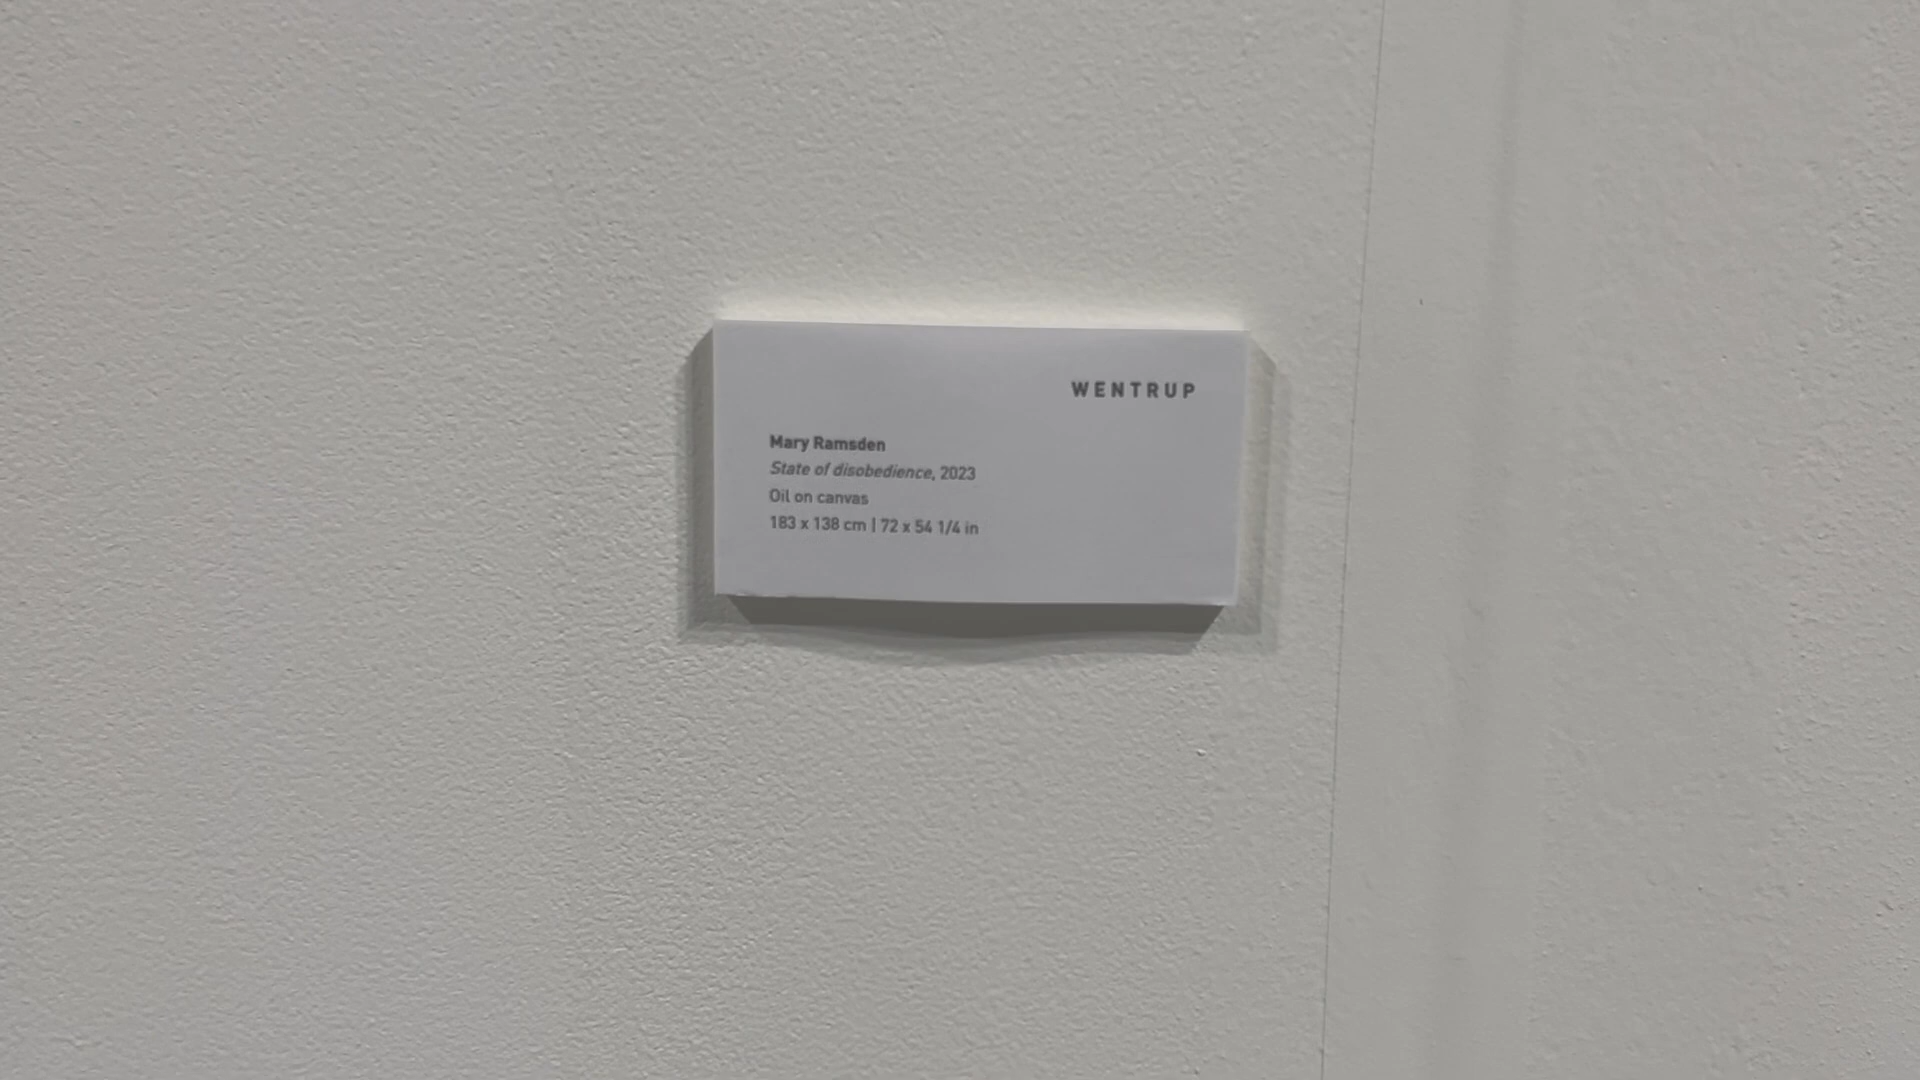 WENTRUP
Mary Ramsden
State of disobedience, 2023
Oil on canvas
183 x 138 cm | 72 x 54 1/4 in